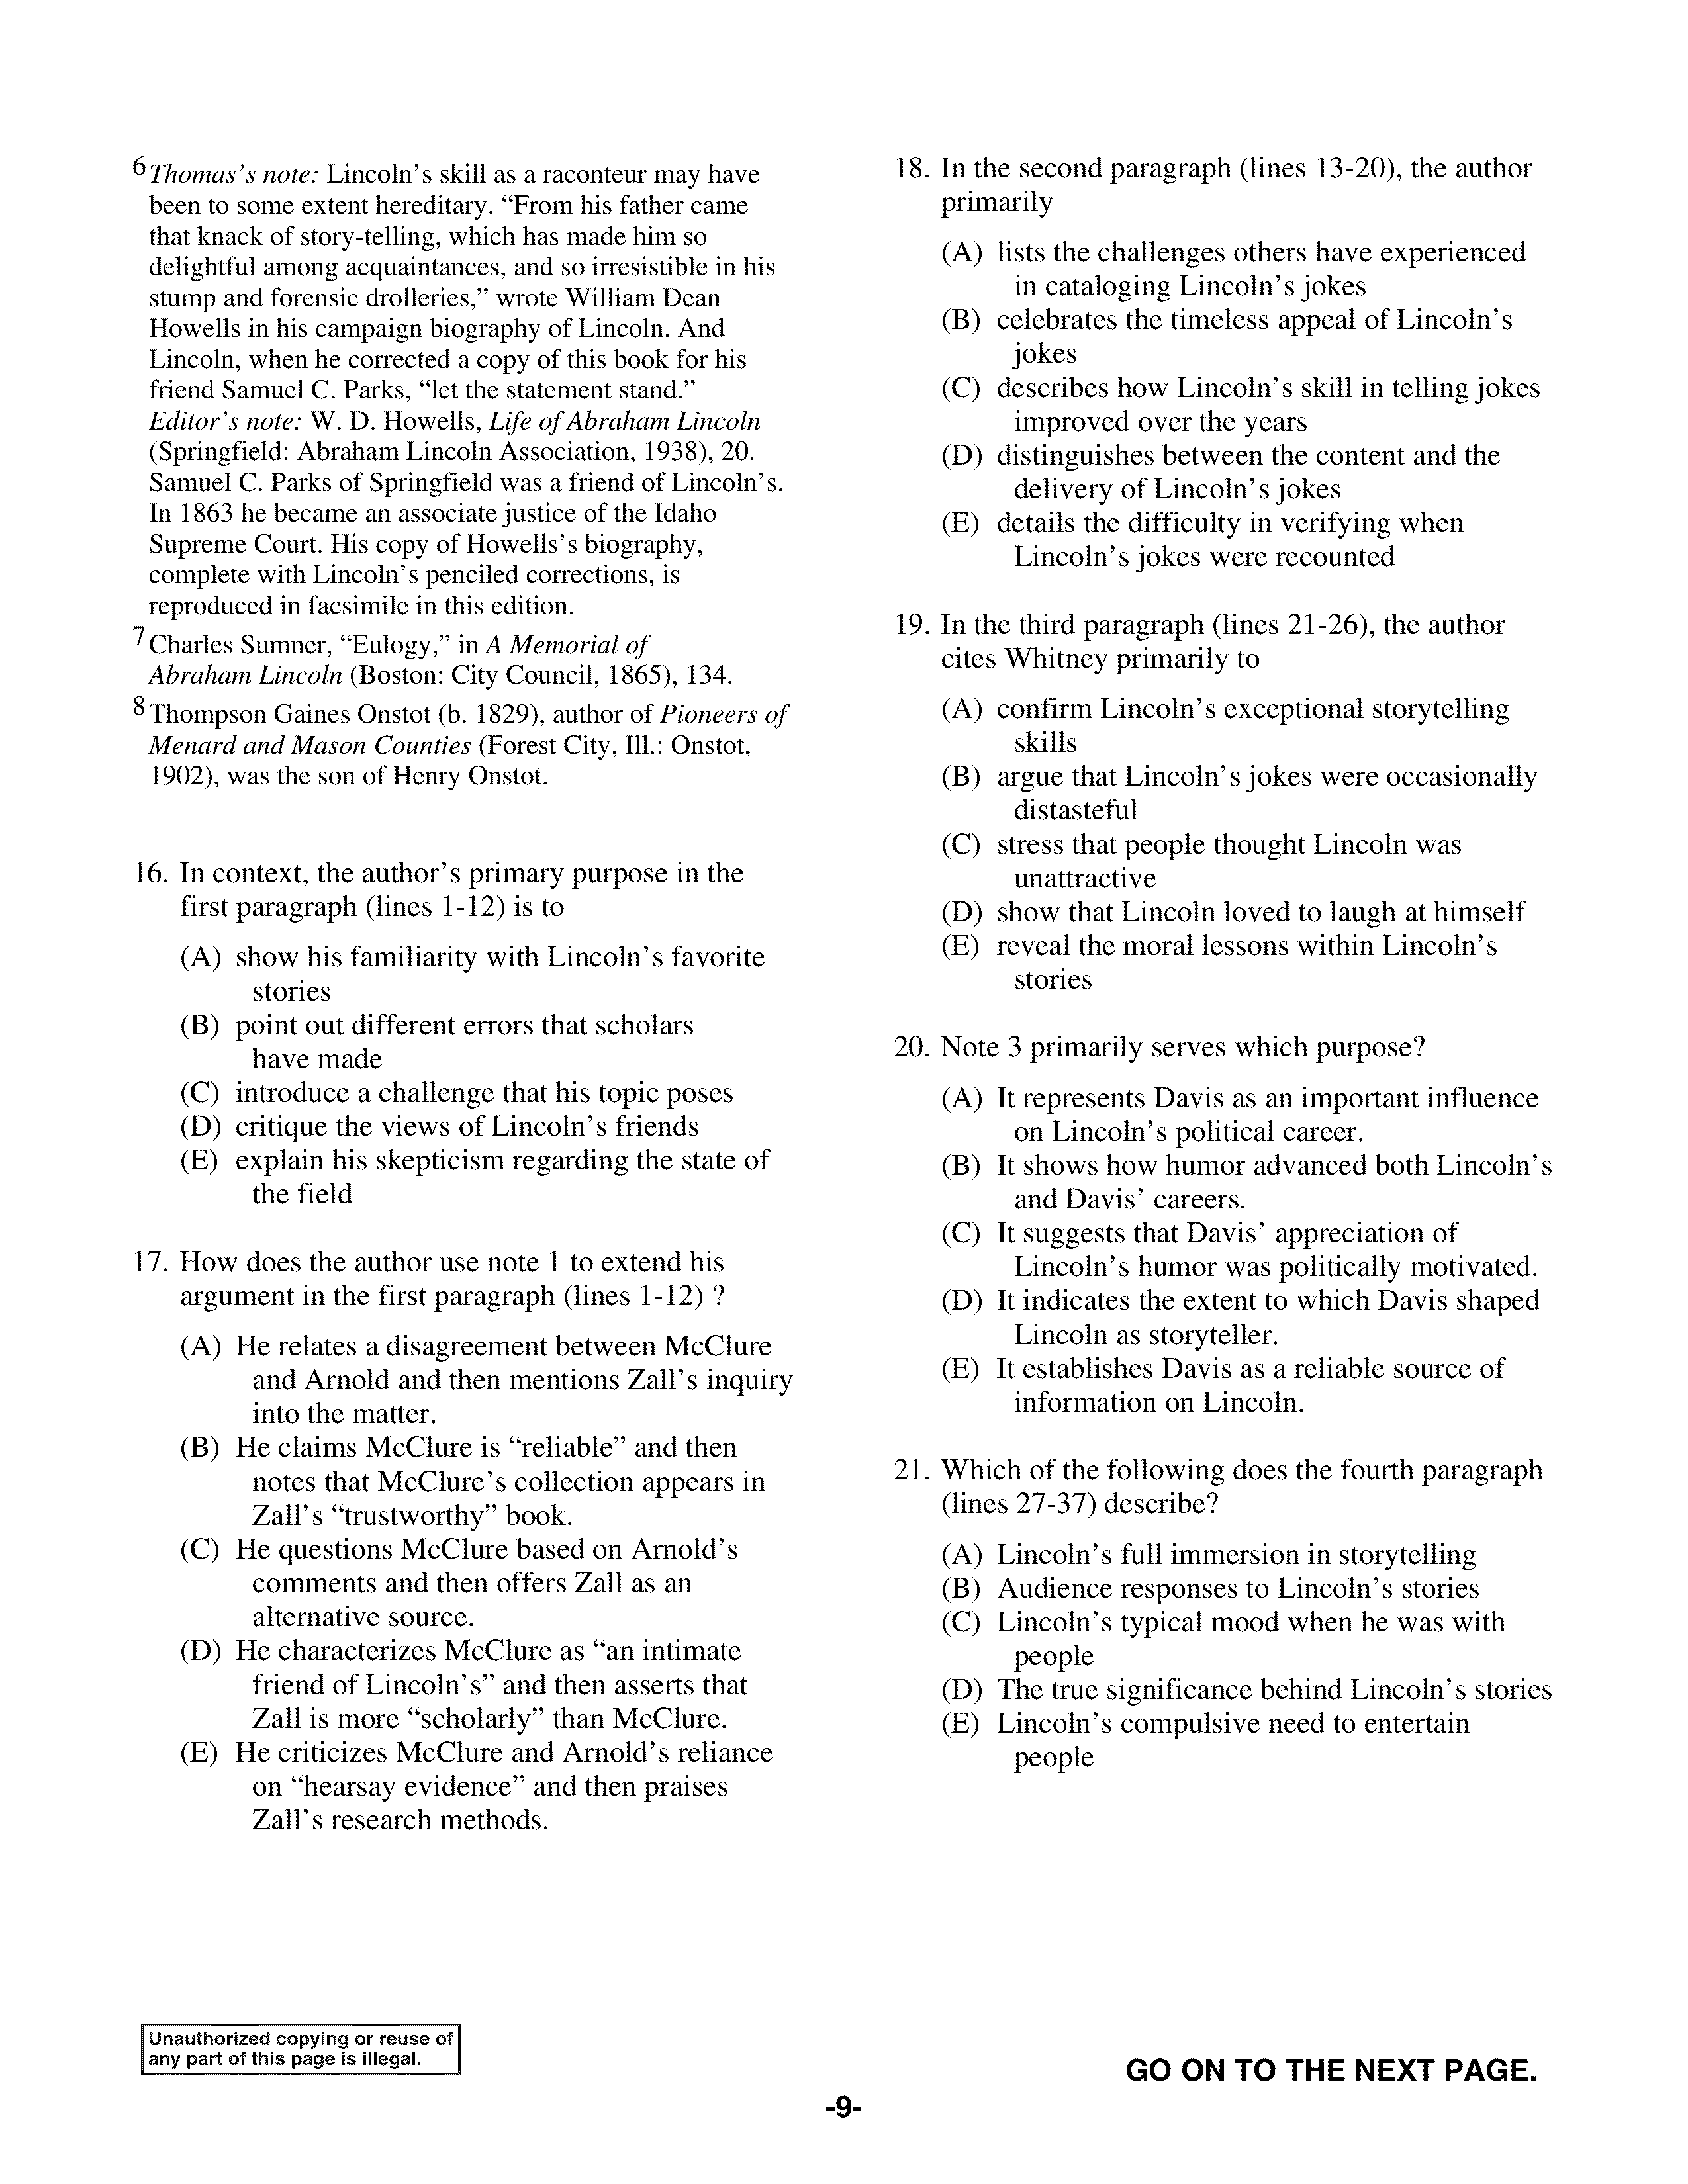 6 Thomas's note: Lincoln's skill as a raconteur may have
been to some extent hereditary. “From his father came
that knack of story-telling, which has made him so
delightful among acquaintances, and so irresistible in his
stump and forensic drolleries,” wrote William Dean
Howells in his campaign biography of Lincoln. And
Lincoln, when he corrected a copy of this book for his
friend Samuel C. Parks, “let the statement stand.”
Editor's note: W. D. Howells, Life of Abraham Lincoln
(Springfield: Abraham Lincoln Association, 1938), 20.
Samuel C. Parks of Springfield was a friend of Lincoln's.
In 1863 he became an associate justice of the Idaho
Supreme Court. His copy of Howells's biography,
complete with Lincoln's penciled corrections, is
reproduced in facsimile in this edition.
7 Charles Sumner, “Eulogy,” in A Memorial of
Abraham Lincoln (Boston: City Council, 1865), 134.
8 Thompson Gaines Onstot (b. 1829), author of Pioneers of
Menard and Mason Counties (Forest City, Ill.: Onstot,
1902), was the son of Henry Onstot.
16. In context, the author's primary purpose in the
first paragraph (lines 1-12) is to
(A) show his familiarity with Lincoln's favorite
stories
(B) point out different errors that scholars
have made
(C) introduce a challenge that his topic poses
(D) critique the views of Lincoln's friends
(E) explain his skepticism regarding the state of
the field
17. How does the author use note 1 to extend his
argument in the first paragraph (lines 1-12) ?
(A) He relates a disagreement between McClure
and Arnold and then mentions Zall's inquiry
into the matter.
(B) He claims McClure is “reliable” and then
notes that McClure's collection appears in
Zall's “trustworthy” book.
(C) He questions McClure based on Arnold's
comments and then offers Zall as an
alternative source.
(D) He characterizes McClure as “an intimate
friend of Lincoln's” and then asserts that
Zall is more “scholarly” than McClure.
(E) He criticizes McClure and Arnold's reliance
on “hearsay evidence” and then praises
Zall's research methods.
18. In the second paragraph (lines 13-20), the author
primarily
(A) lists the challenges others have experienced
in cataloging Lincoln's jokes
(B) celebrates the timeless appeal of Lincoln's
jokes
(C) describes how Lincoln's skill in telling jokes
improved over the years
(D) distinguishes between the content and the
delivery of Lincoln's jokes
(E) details the difficulty in verifying when
Lincoln's jokes were recounted
19. In the third paragraph (lines 21-26), the author
cites Whitney primarily to
(A) confirm Lincoln's exceptional storytelling
skills
(B) argue that Lincoln's jokes were occasionally
distasteful
(C) stress that people thought Lincoln was
unattractive
(D) show that Lincoln loved to laugh at himself
(E) reveal the moral lessons within Lincoln's
stories
20. Note 3 primarily serves which purpose?
(A) It represents Davis as an important influence
on Lincoln's political career.
(B) It shows how humor advanced both Lincoln's
and Davis' careers.
(C) It suggests that Davis' appreciation of
Lincoln's humor was politically motivated.
(D) It indicates the extent to which Davis shaped
Lincoln as storyteller.
(E) It establishes Davis as a reliable source of
information on Lincoln.
21. Which of the following does the fourth paragraph
(lines 27-37) describe?
(A) Lincoln's full immersion in storytelling
(B) Audience responses to Lincoln's stories
(C) Lincoln's typical mood when he was with
people
(D) The true significance behind Lincoln's stories
(E) Lincoln's compulsive need to entertain
people
Unauthorized copying or reuse of
any part of this page is illegal.
GO ON TO THE NEXT PAGE.
-9-